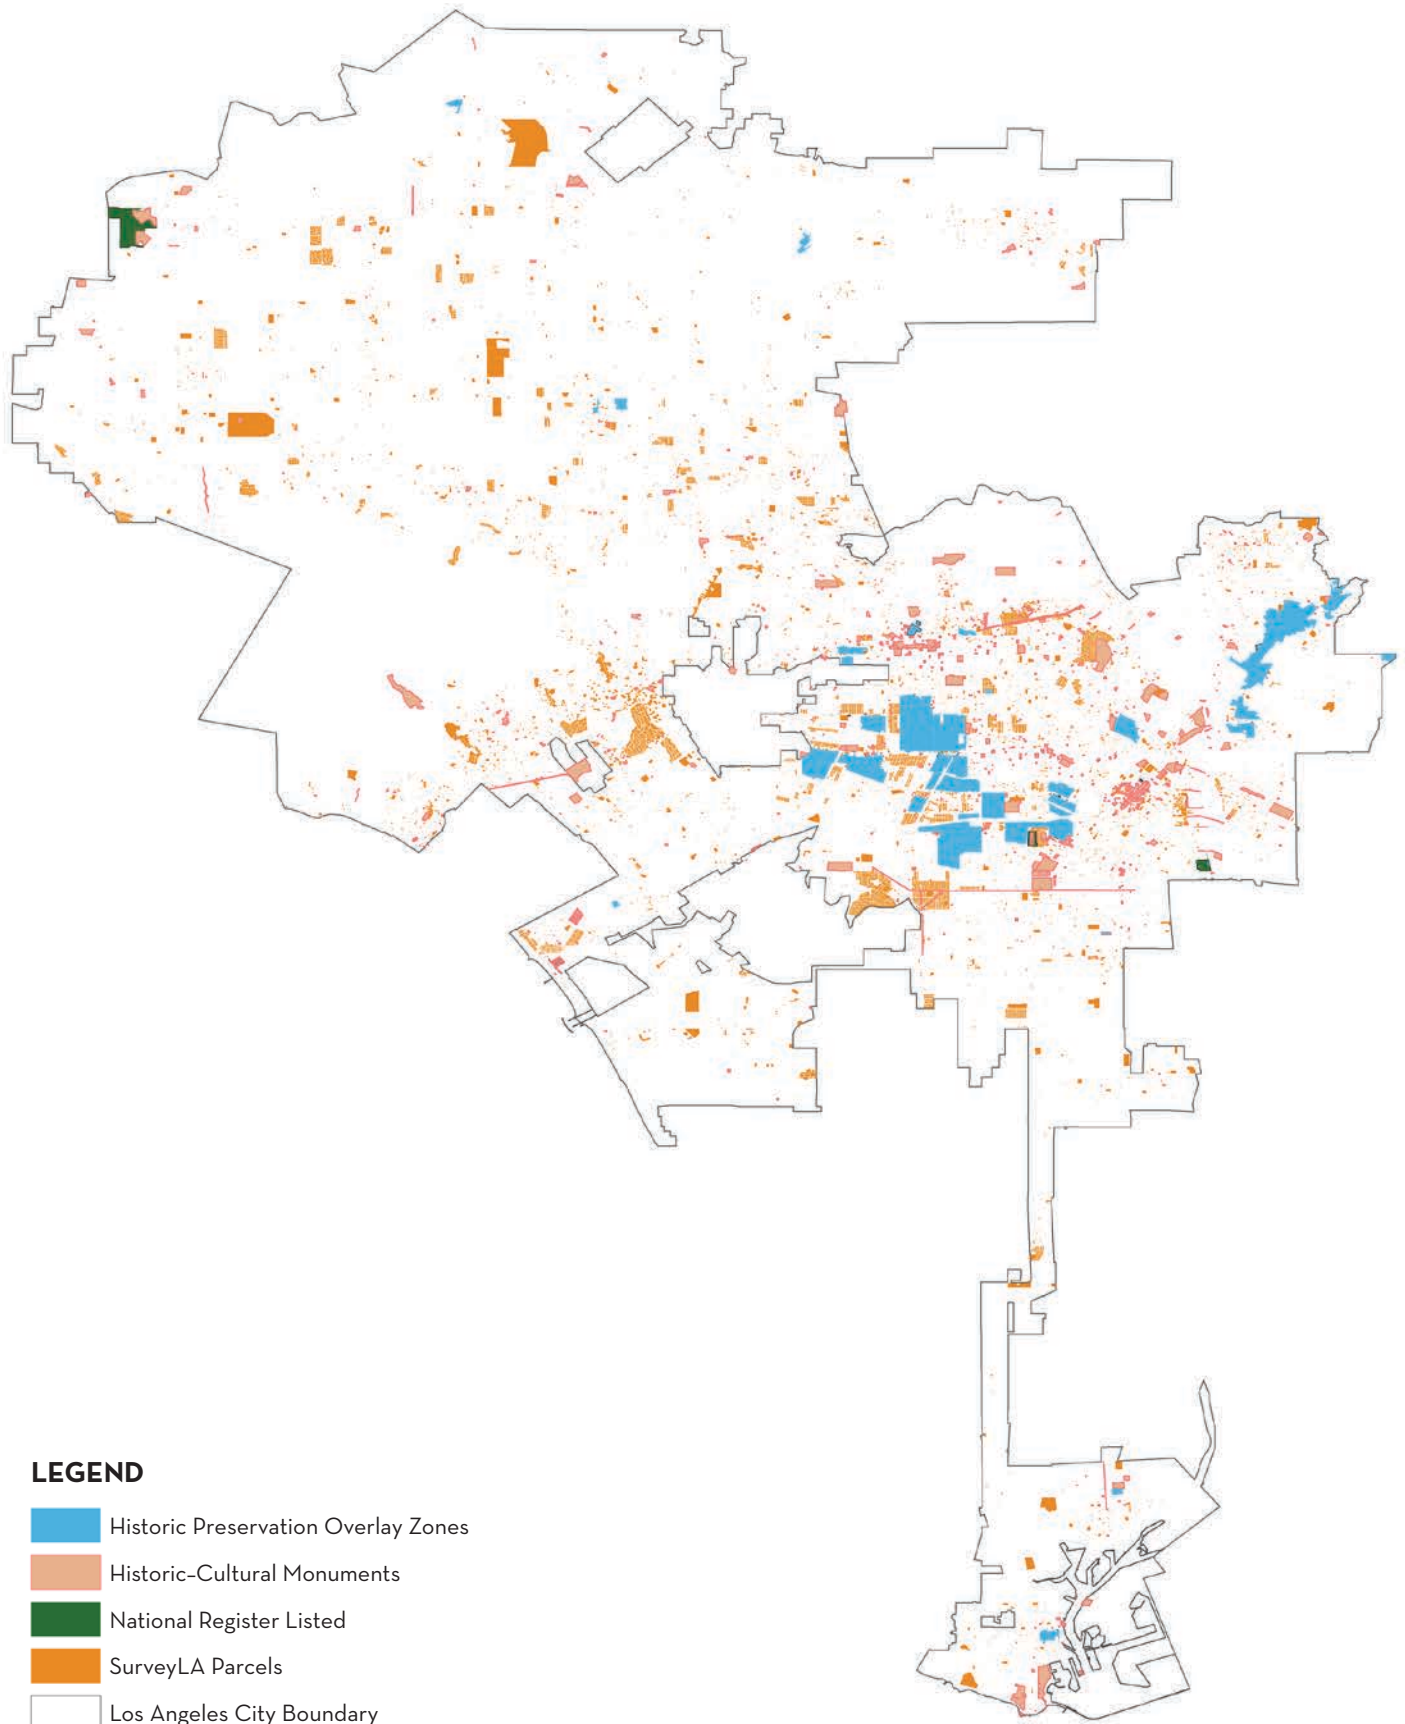 LEGEND
Historic Preservation Overlay Zones
Historic-Cultural Monuments
National Register Listed
SurveyLA Parcels
Los Angeles City Boundary